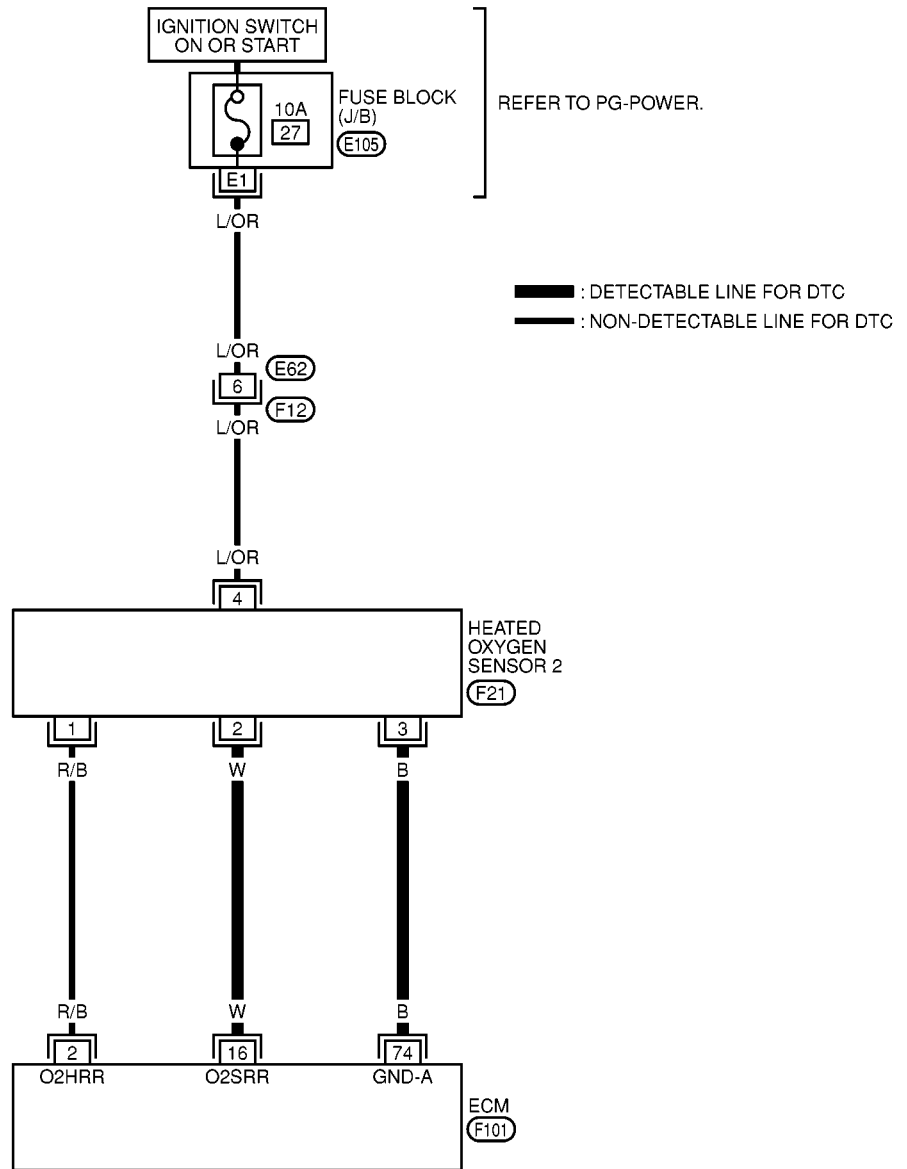 IGNITION SWITCH
ON OR START
FUSE BLOCK
(J/B)
E105
10A
27
REFER TO PG-POWER.
E1
L/OR
: DETECTABLE LINE FOR DTC
: NON-DETECTABLE LINE FOR DTC
L/OR
E62
6
F12
L/OR
L/OR
4
HEATED
OXYGEN
SENSOR 2
F21
1 2 3
R/B W B
R/B W B
2 16 74
O2HRR O2SRR GND-A
ECM
F101